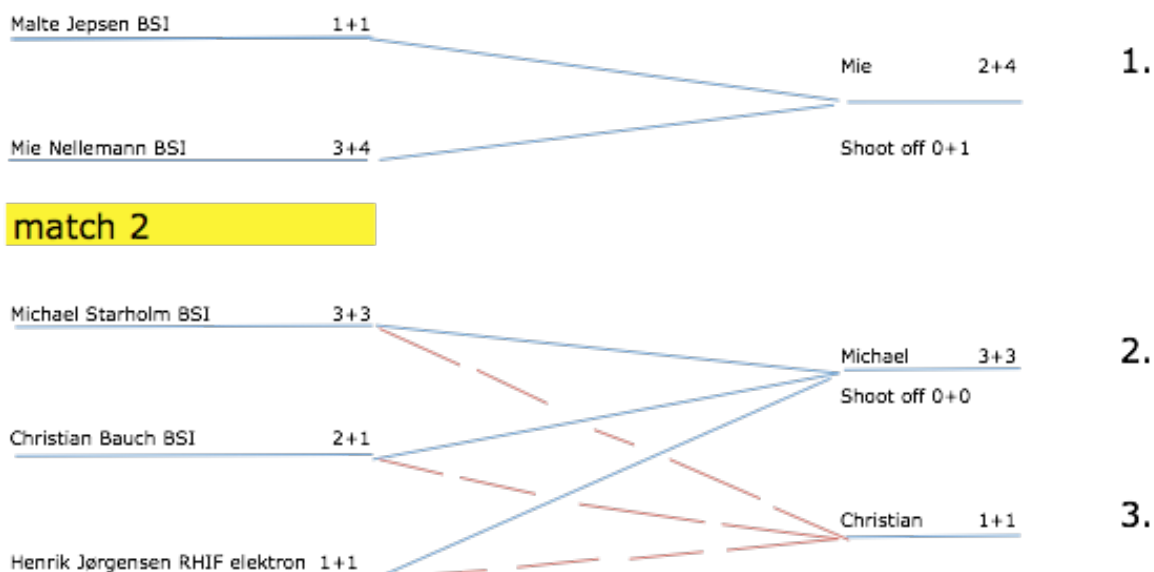 Malte Jepsen BSI 1+1
Mie 2+4 1.
Mie Nellemann BSI 3+4
Shoot off 0+1
match 2
Michael Starholm BSI 3+3
Michael 3+3 2.
Shoot off 0+0
Christian Bauch BSI 2+1
Christian 1+1 3.
Henrik Jørgensen RHIF elektron 1+1